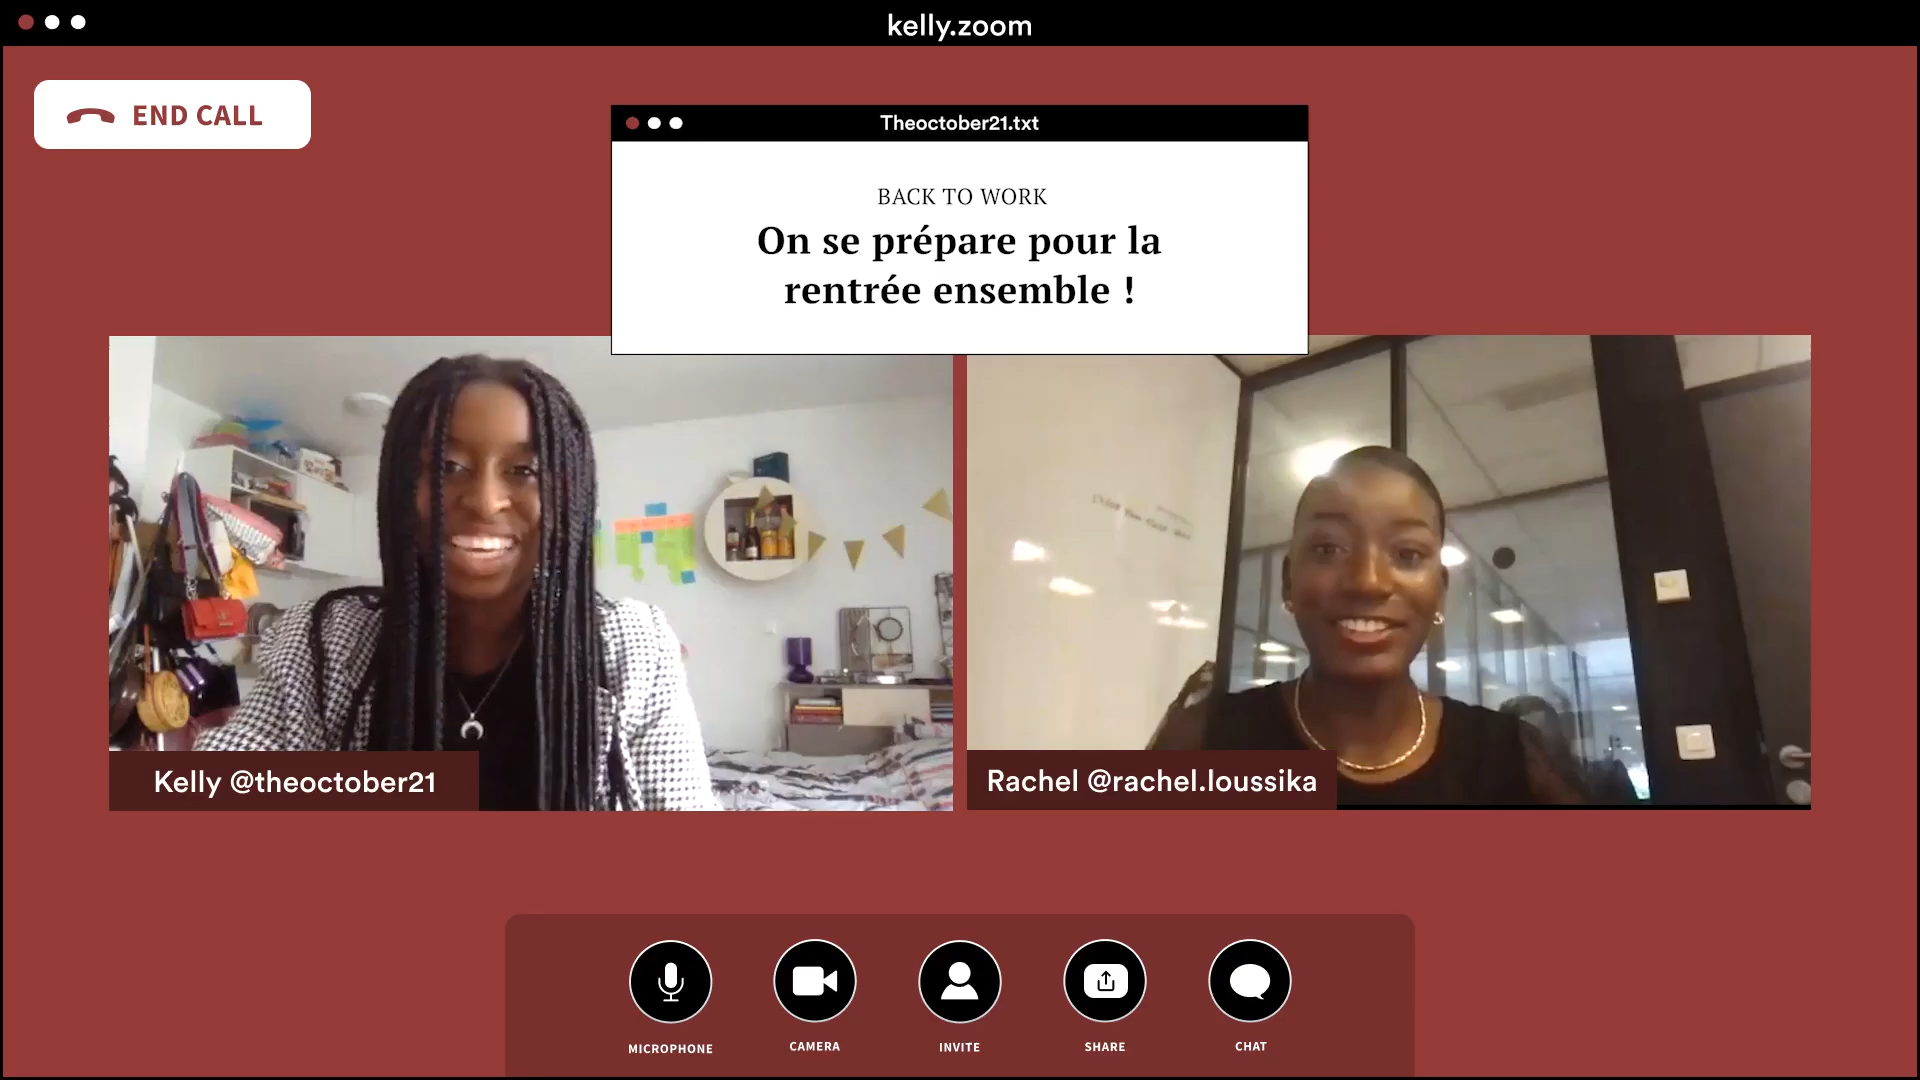 kelly.zoom
END CALL
Theoctober21.txt
BACK TO WORK
On se prépare pour la
rentrée ensemble !
Kelly @theoctober21
Rachel @rachel.loussika
MICROPHONE
CAMERA
INVITE
SHARE
CHAT